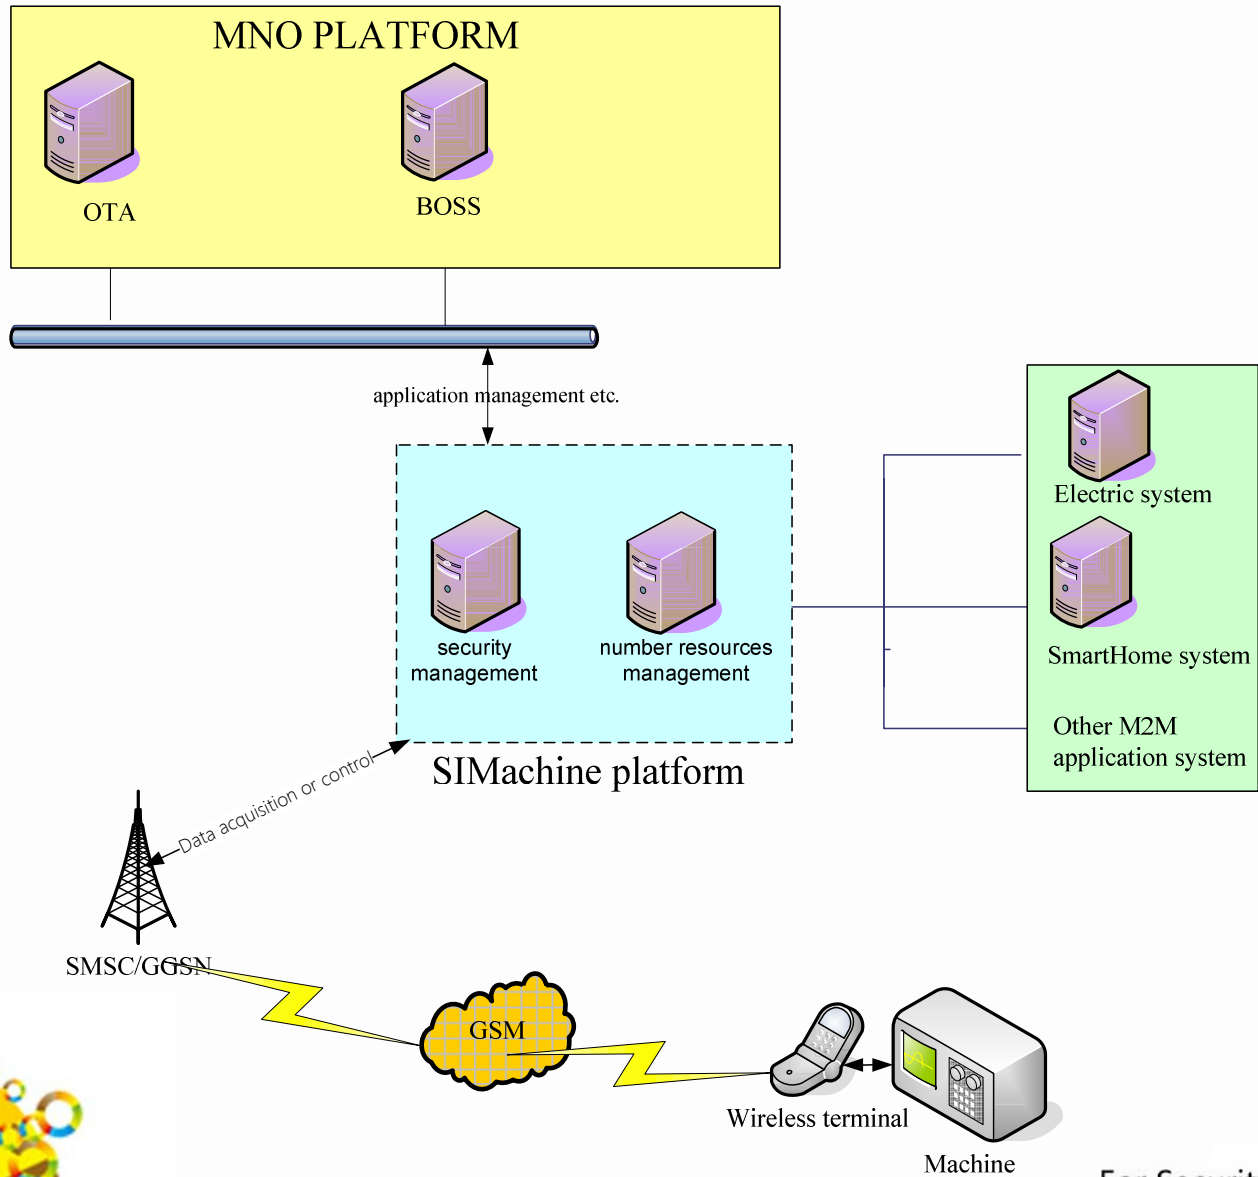 MNO PLATFORM
OTA
BOSS
application management etc.
Electric system
SmartHome system
Other M2M
application system
security
management
number resources
management
SIMachine platform
Data acquisition or control
SMSC/GGSN
GSM
Wireless terminal
Machine